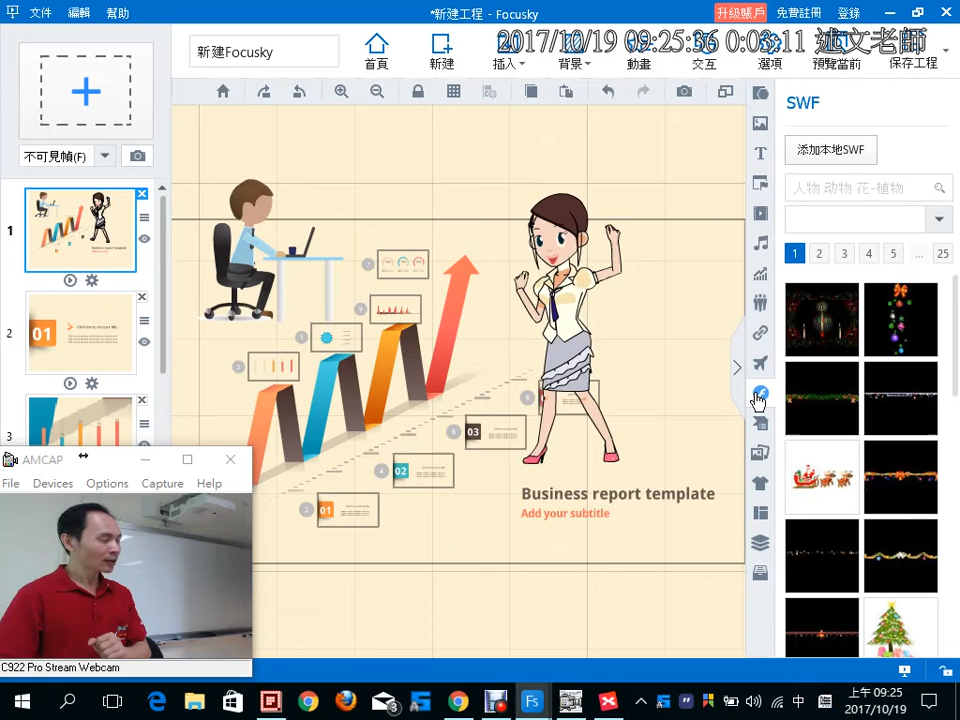 文件 編輯 幫助
*新建工程 - Focusky
升級賬戶 免費註冊 登錄
2017/10/19 09:25:36 0:03:11 述文老師
新建Focusky
首頁 新建 插入 背景 動畫 交互 選項 預覽當前 保存工程
不可見幀(F)
SWF
添加本地SWF
人物 动物 花-植物
1 2 3 4 5 ... 25
1
2
01
3
03
02
01
Business report template
Add your subtitle
AMCAP
File Devices Options Capture Help
C922 Pro Stream Webcam
3
Fs
中
上午 09:25
2017/10/19